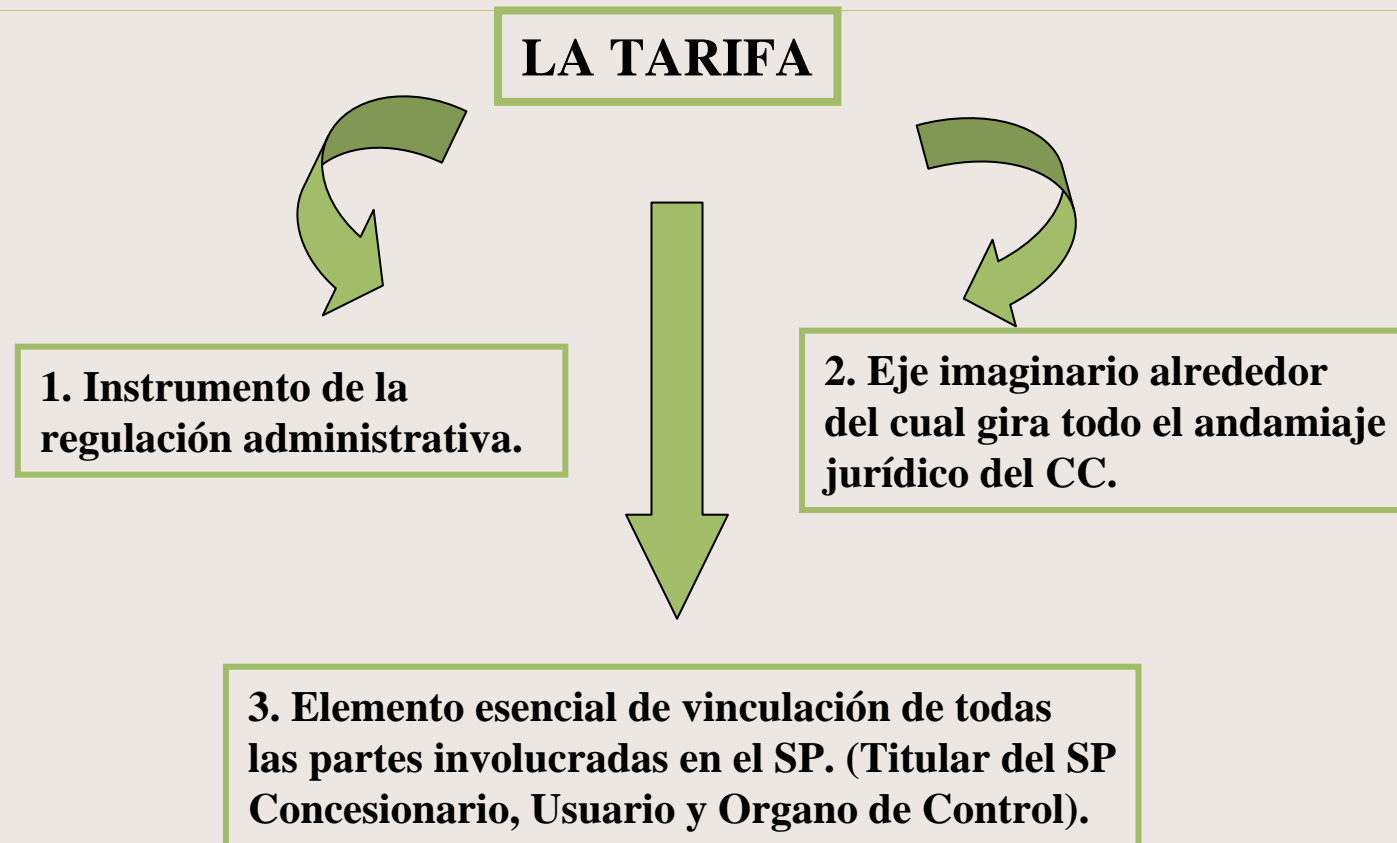 LA TARIFA
1. Instrumento de la
regulación administrativa.
2. Eje imaginario alrededor
del cual gira todo el andamiaje
jurídico del CC.
3. Elemento esencial de vinculación de todas
las partes involucradas en el SP. (Titular del SP
Concesionario, Usuario y Organo de Control).